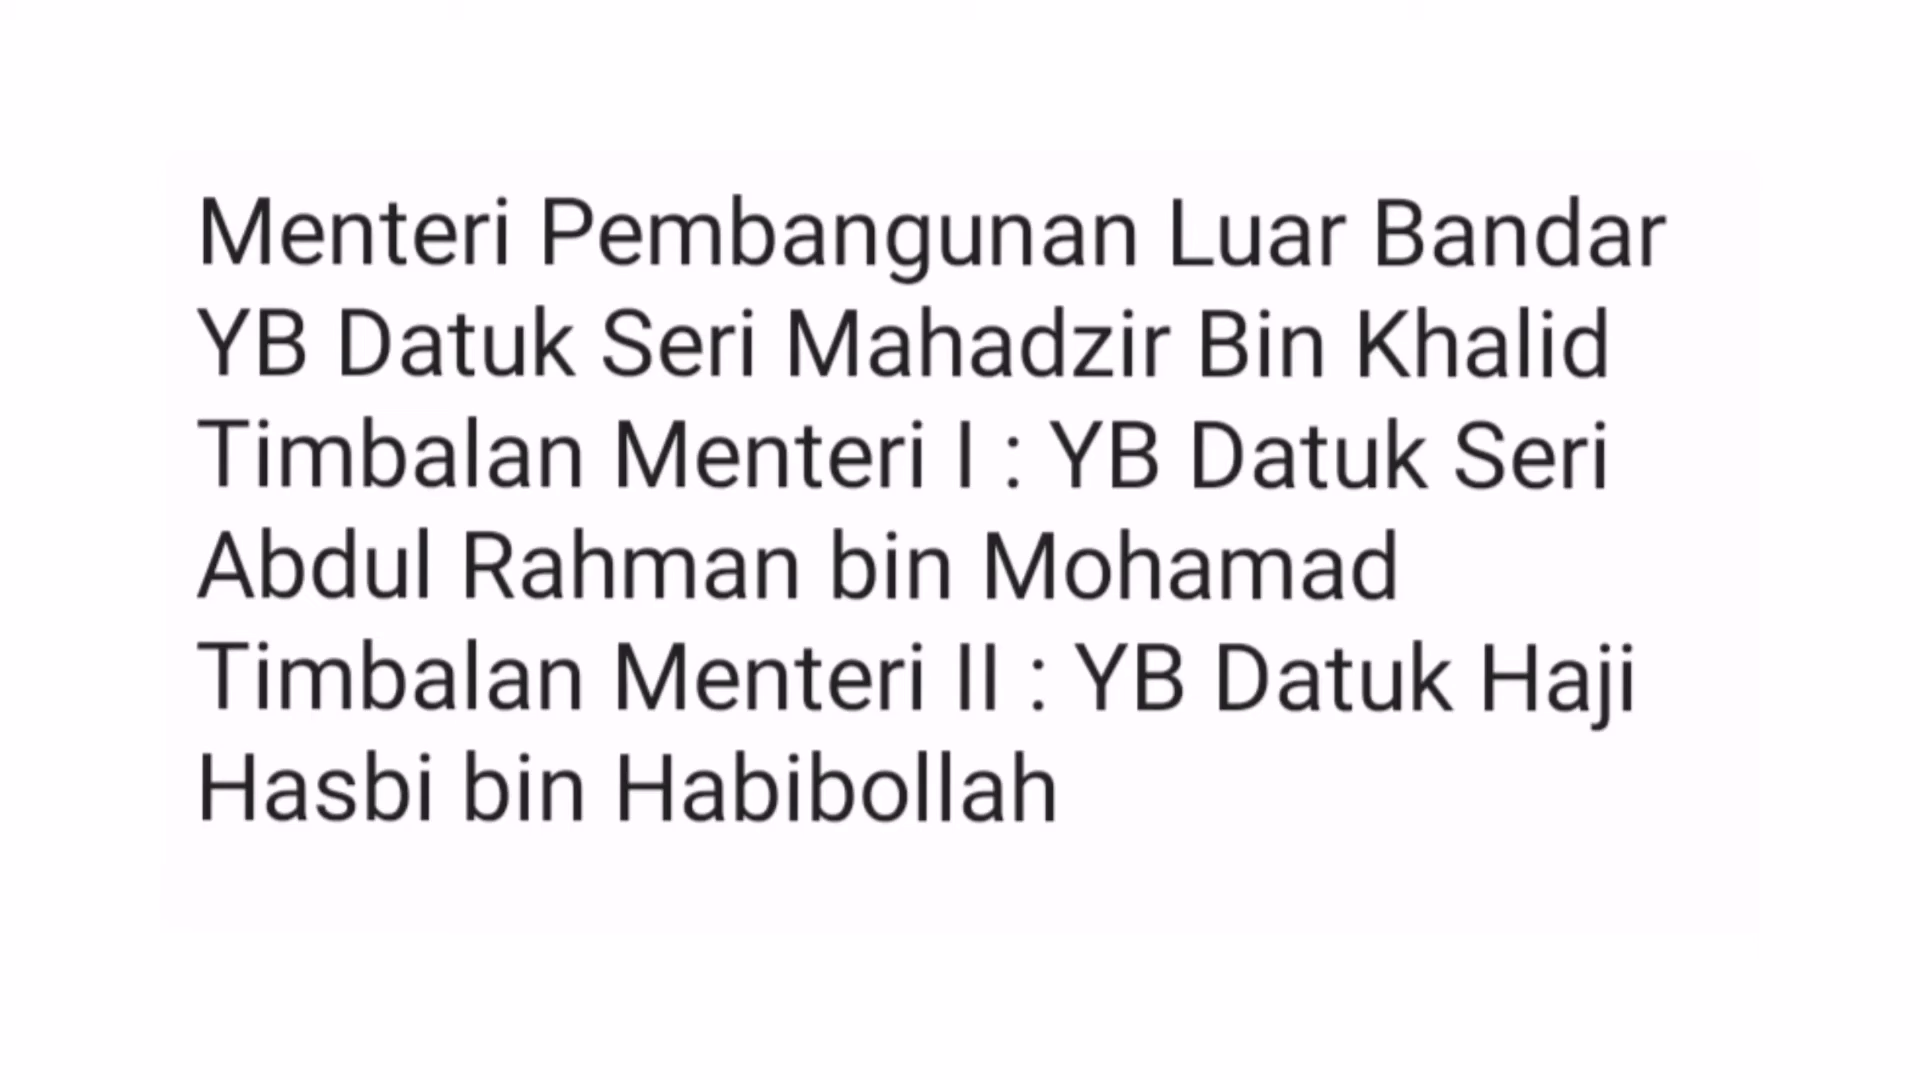 Menteri Pembangunan Luar Bandar
YB Datuk Seri Mahadzir Bin Khalid
Timbalan Menteri I : YB Datuk Seri
Abdul Rahman bin Mohamad
Timbalan Menteri II : YB Datuk Haji
Hasbi bin Habibollah